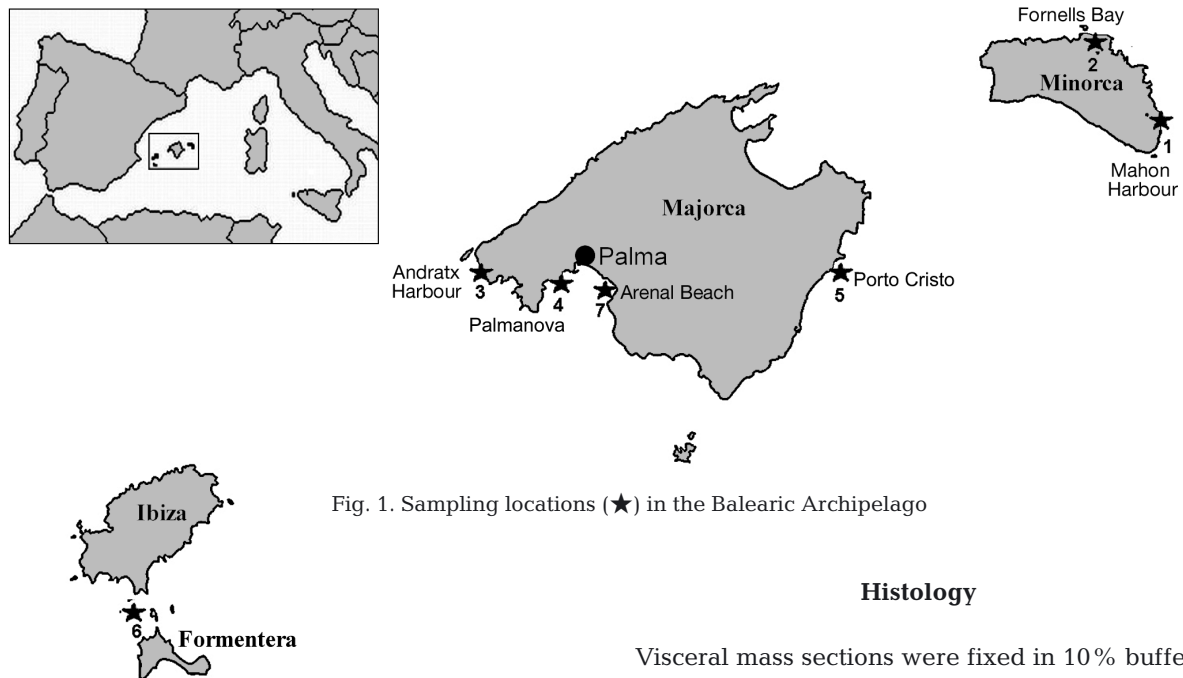 Fornells Bay
2
Minorca
1
Mahon
Harbour
Majorca
Palma
Andratx
Harbour
3
4
7
Arenal Beach
5
Porto Cristo
Palmanova
Fig. 1. Sampling locations (★) in the Balearic Archipelago
Ibiza
6
Formentera
Histology
Visceral mass sections were fixed in 10% buffe